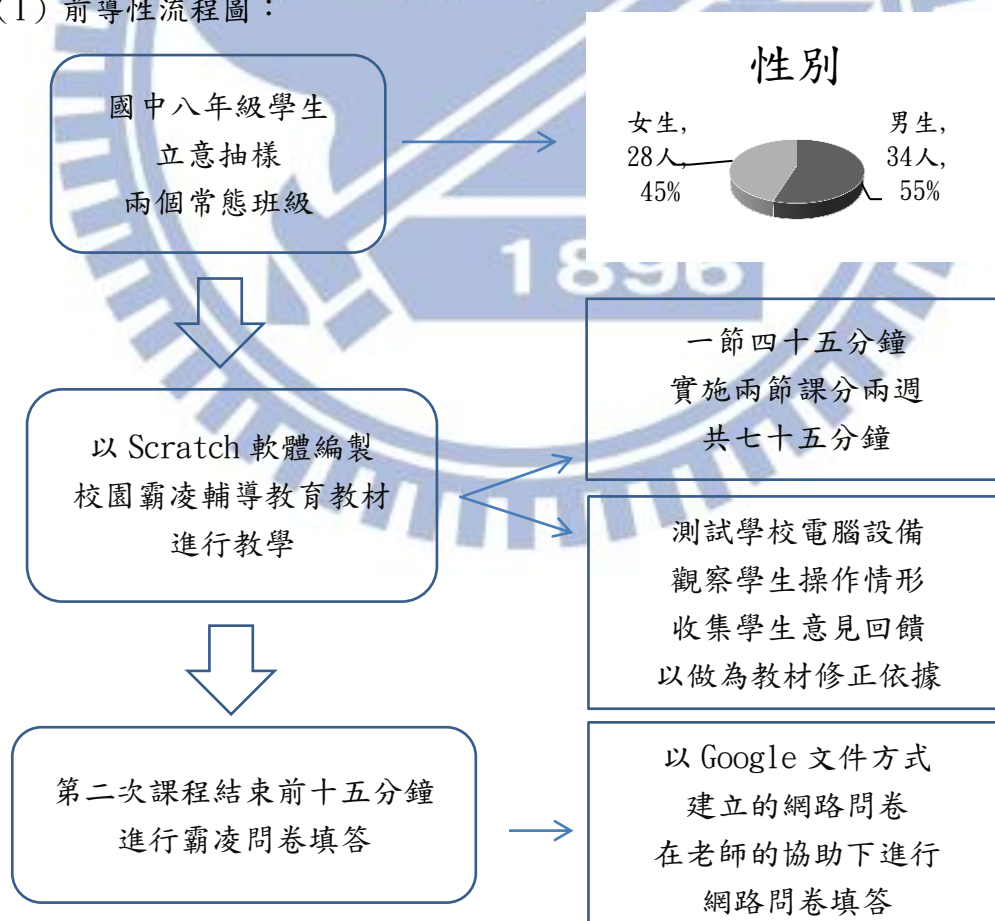 (1) 前導性流程圖：
國中八年級學生
立意抽樣
兩個常態班級
性別
女生,
28人,
45%
男生,
34人,
55%
1896
以 Scratch 軟體編製
校園霸凌輔導教育教材
進行教學
一節四十五分鐘
實施兩節課分兩週
共七十五分鐘
測試學校電腦設備
觀察學生操作情形
收集學生意見回饋
以做為教材修正依據
第二次課程結束前十五分鐘
進行霸凌問卷填答
以 Google 文件方式
建立的網路問卷
在老師的協助下進行
網路問卷填答